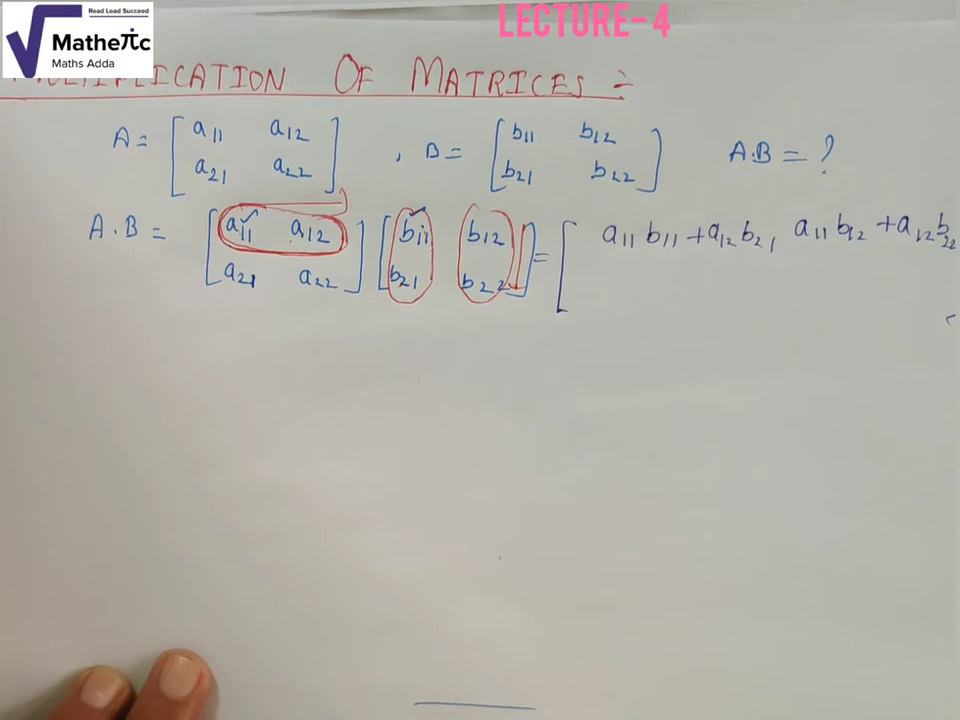 LECTURE-4
Read Lead Succeed
Matheπc
Maths Adda
MULTIPLICATION OF MATRICES :-
A = [ a11 a12
a21 a22 ] , B = [ b11 b12
b21 b22 ] A.B = ?
A.B = [ a11 a12 ] [ b11 b12 ] = [ a11 b11 + a12 b21 a11 b12 + a12 b22
a21 a22 b21 b22